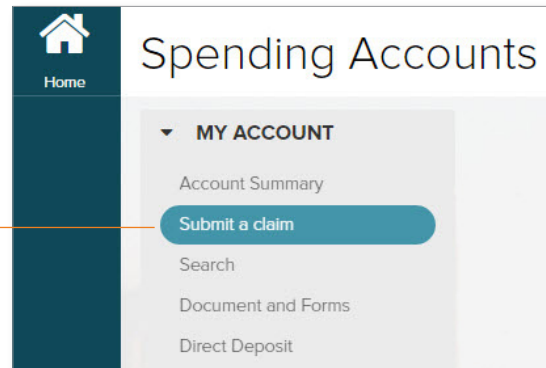 Home
Spending Accounts
MY ACCOUNT
Account Summary
Submit a claim
Search
Document and Forms
Direct Deposit